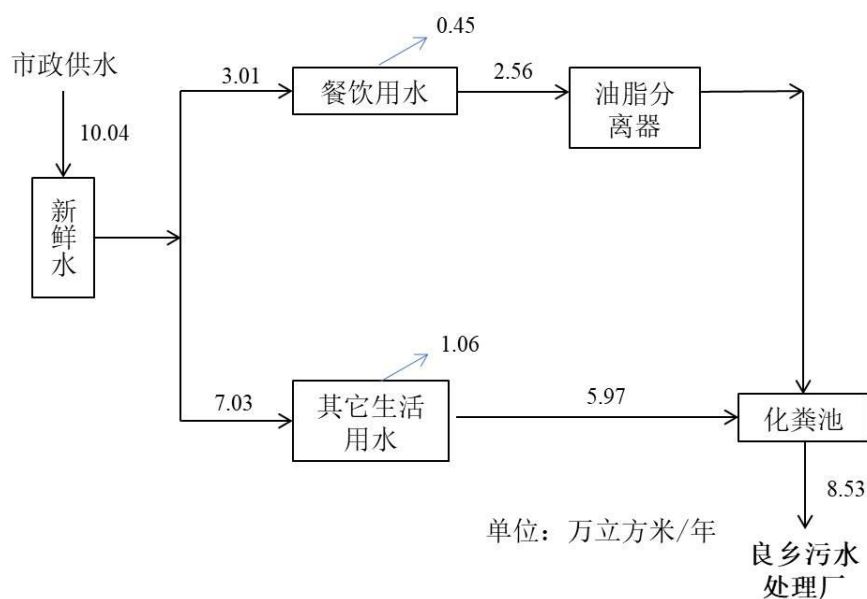 市政供水
10.04
新鲜水
3.01
餐饮用水
0.45
2.56
油脂分
离器
7.03
其它生活
用水
1.06
5.97
化粪池
8.53
良乡污水
处理厂
单位：万立方米/年